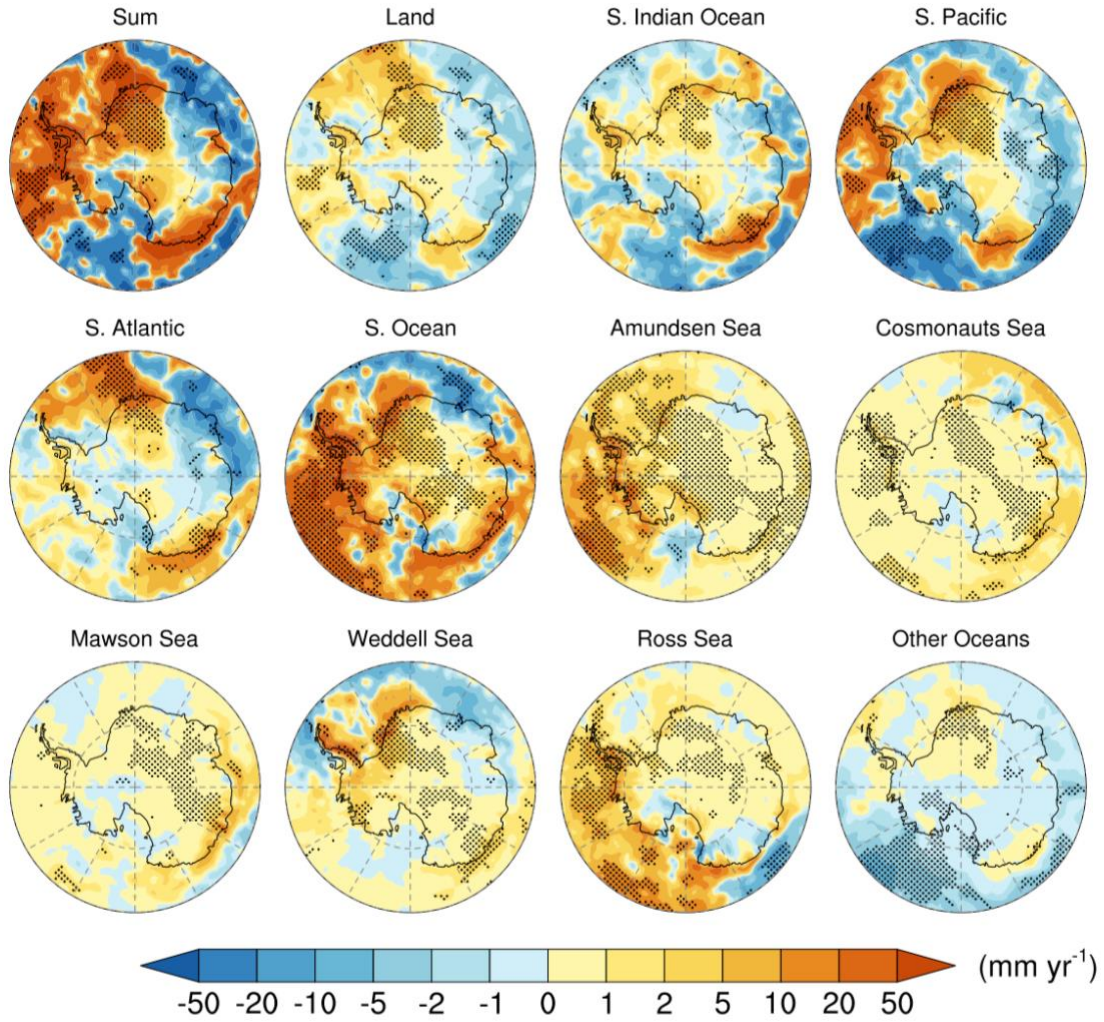 Sum Land S. Indian Ocean S. Pacific
S. Atlantic S. Ocean Amundsen Sea Cosmonauts Sea
Mawson Sea Weddell Sea Ross Sea Other Oceans
-50 -20 -10 -5 -2 -1 0 1 2 5 10 20 50 (mm yr⁻¹)